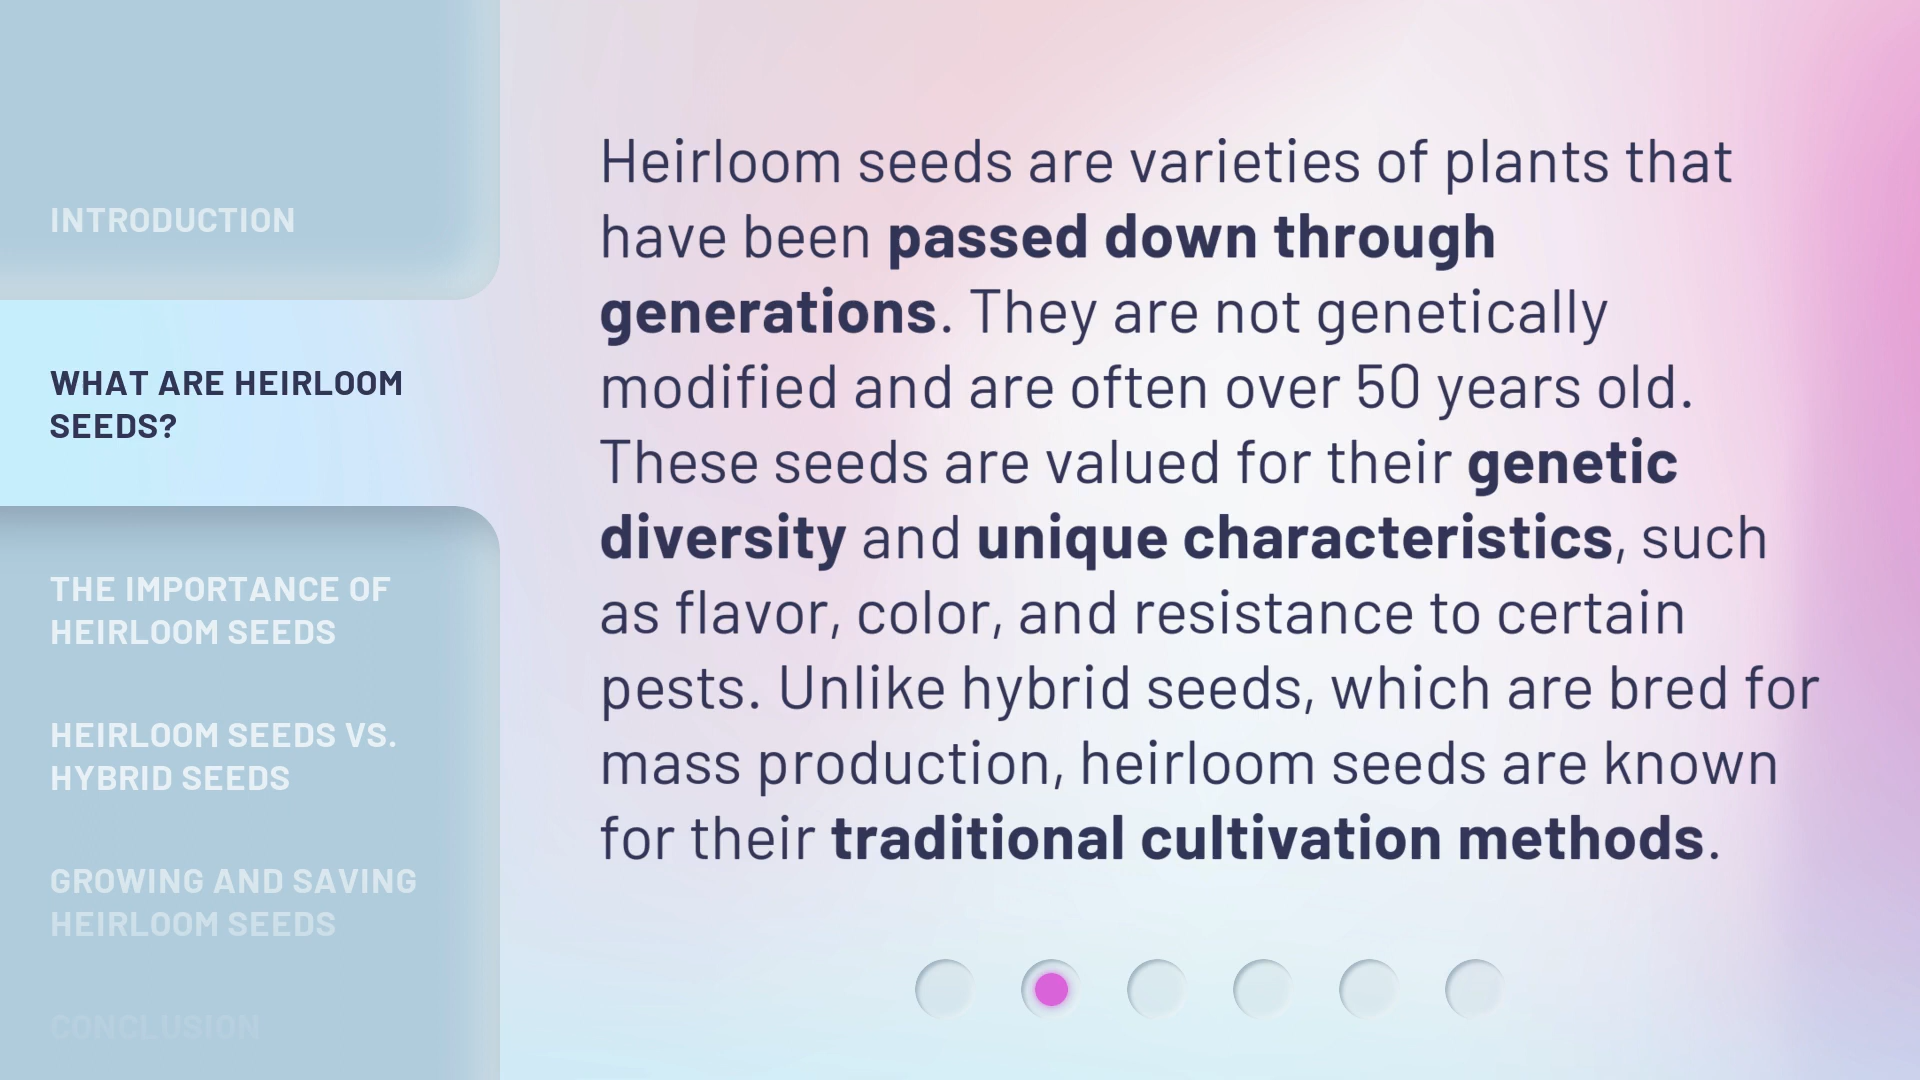 INTRODUCTION
WHAT ARE HEIRLOOM
SEEDS?
THE IMPORTANCE OF
HEIRLOOM SEEDS
HEIRLOOM SEEDS VS.
HYBRID SEEDS
GROWING AND SAVING
HEIRLOOM SEEDS
CONCLUSION
Heirloom seeds are varieties of plants that
have been passed down through
generations. They are not genetically
modified and are often over 50 years old.
These seeds are valued for their genetic
diversity and unique characteristics, such
as flavor, color, and resistance to certain
pests. Unlike hybrid seeds, which are bred for
mass production, heirloom seeds are known
for their traditional cultivation methods.